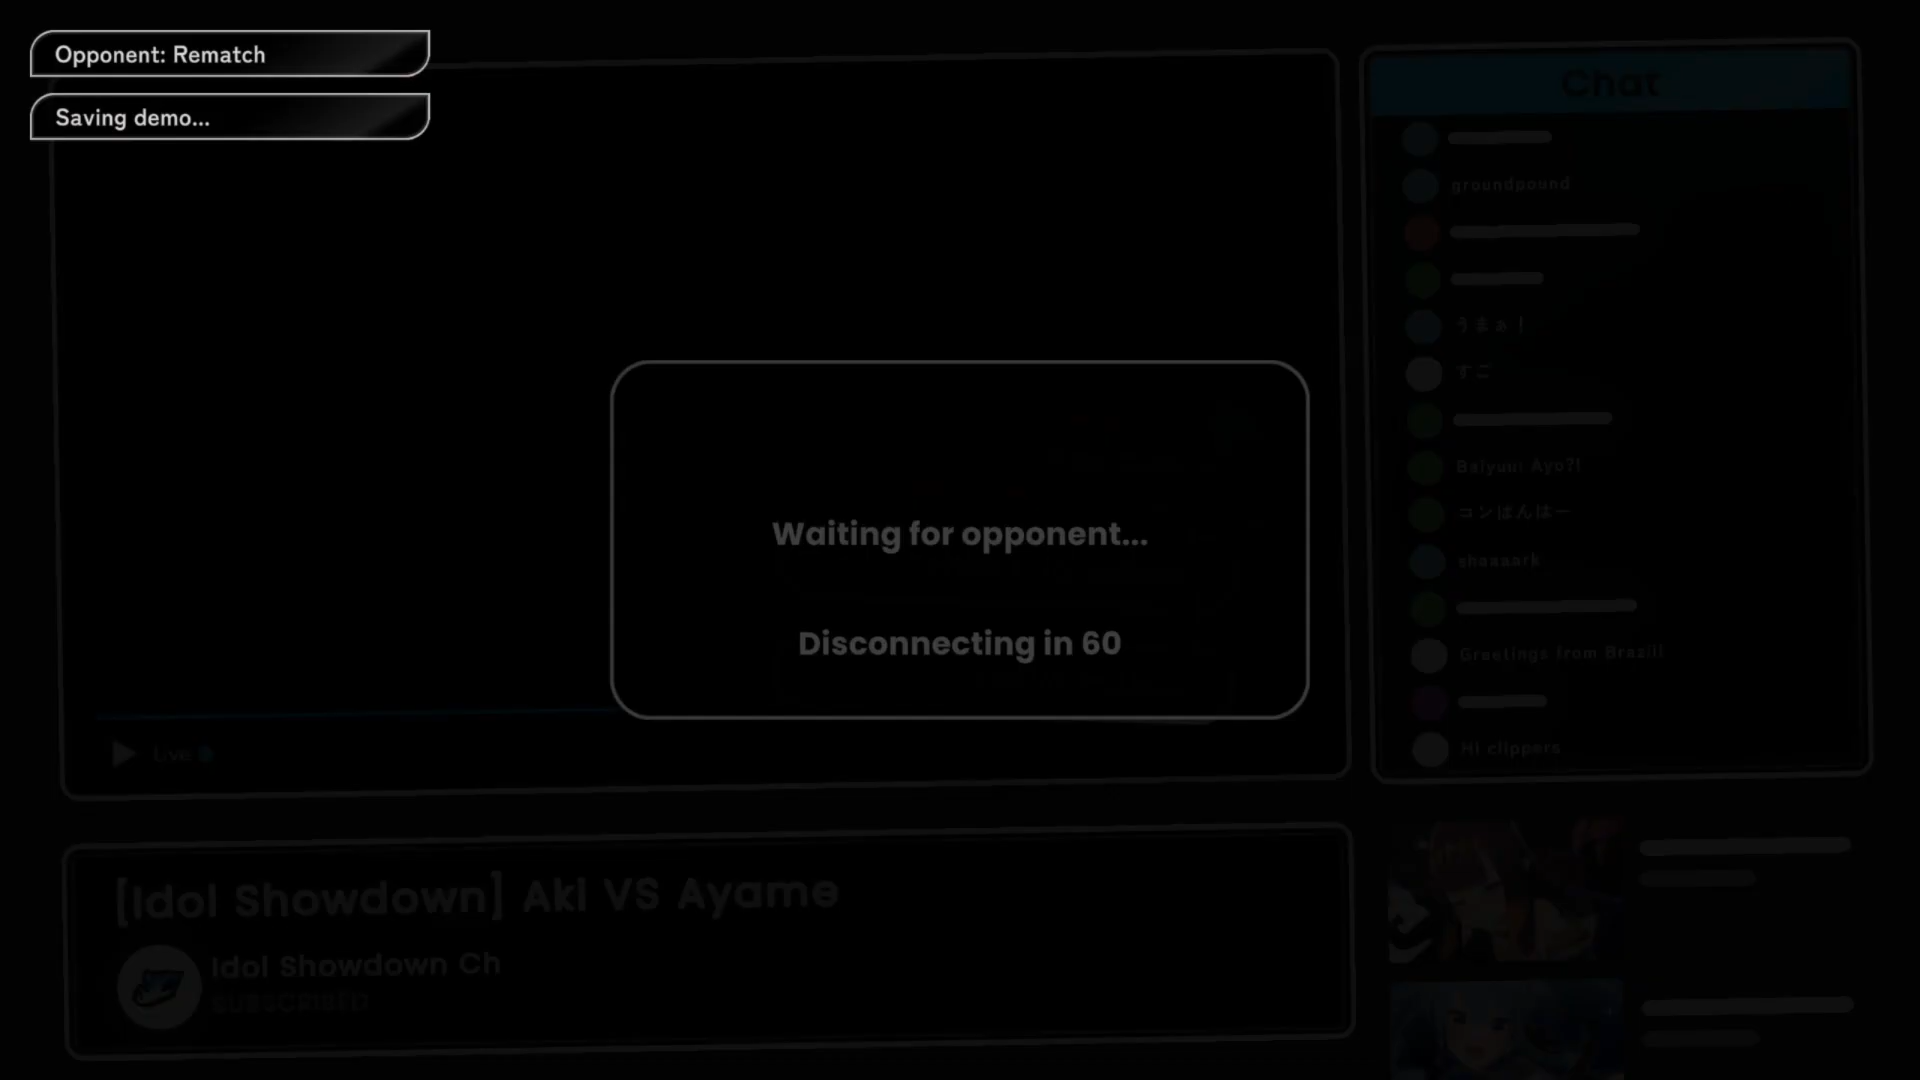 Opponent: Rematch
Saving demo...
Waiting for opponent...
Disconnecting in 60
Live
[Idol Showdown] Aki VS Ayame
Idol Showdown Ch
SUBSCRIBED
Chat
groundpound
うまぁ！
すご
Baiyuni Ayo?!
コンばんはー
shaaaark
Greetings from Brazil!
Hi clippers